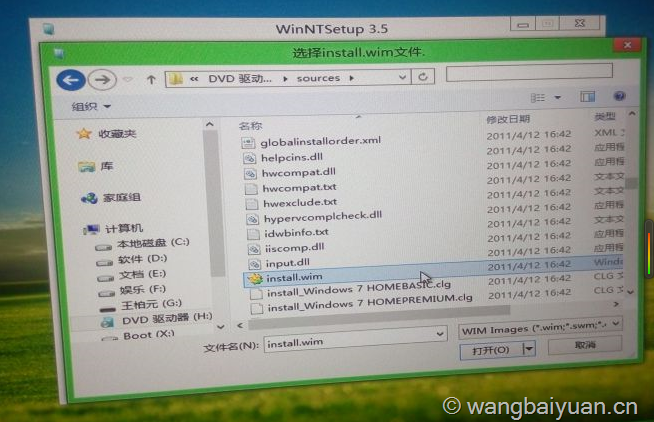 WinNTSetup 3.5
选择install.wim文件.
« DVD 驱动... ▸ sources ▸
组织
收藏夹
库
家庭组
计算机
本地磁盘 (C:)
软件 (D:)
文档 (E:)
娱乐 (F:)
王柏元 (G:)
DVD 驱动器 (H:)
Boot (X:)
名称 修改日期 类型
globalinstallorder.xml 2011/4/12 16:42 XML 文
helpcins.dll 2011/4/12 16:42 应用程
hwcompat.dll 2011/4/12 16:42 应用程
hwcompat.txt 2011/4/12 16:42 文本文
hwexclude.txt 2011/4/12 16:42 文本文
hypervcomplcheck.dll 2011/4/12 16:42 应用程
idwbinfo.txt 2011/4/12 16:42 文本文
iiscomp.dll 2011/4/12 16:42 应用程
input.dll 2011/4/12 16:42 应用程
install.wim 2011/4/12 16:42 Windo
install_Windows 7 HOMEBASIC.clg 2011/4/12 16:42 CLG 文
install_Windows 7 HOMEPREMIUM.clg 2011/4/12 16:42 CLG 文
文件名(N): install.wim WIM Images (*.wim;*.swm;*.
打开(O) 取消
© wangbaiyuan.cn